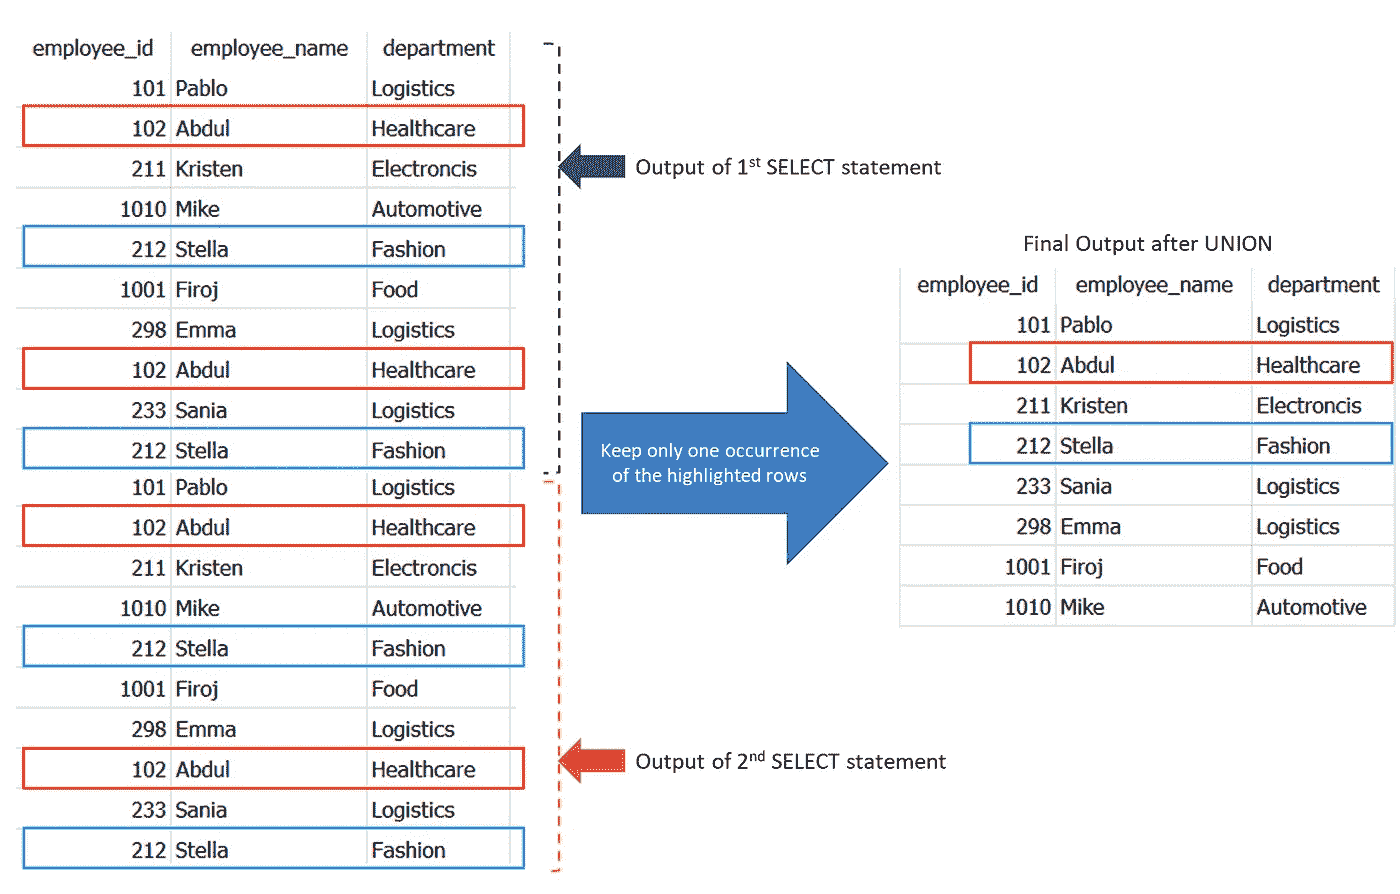 employee_id employee_name department
101 Pablo Logistics
102 Abdul Healthcare
211 Kristen Electroncis
1010 Mike Automotive
212 Stella Fashion
1001 Firoj Food
298 Emma Logistics
102 Abdul Healthcare
233 Sania Logistics
212 Stella Fashion
101 Pablo Logistics
102 Abdul Healthcare
211 Kristen Electroncis
1010 Mike Automotive
212 Stella Fashion
1001 Firoj Food
298 Emma Logistics
102 Abdul Healthcare
233 Sania Logistics
212 Stella Fashion
Output of 1st SELECT statement
Output of 2nd SELECT statement
Keep only one occurrence
of the highlighted rows
Final Output after UNION
employee_id employee_name department
101 Pablo Logistics
102 Abdul Healthcare
211 Kristen Electroncis
212 Stella Fashion
233 Sania Logistics
298 Emma Logistics
1001 Firoj Food
1010 Mike Automotive